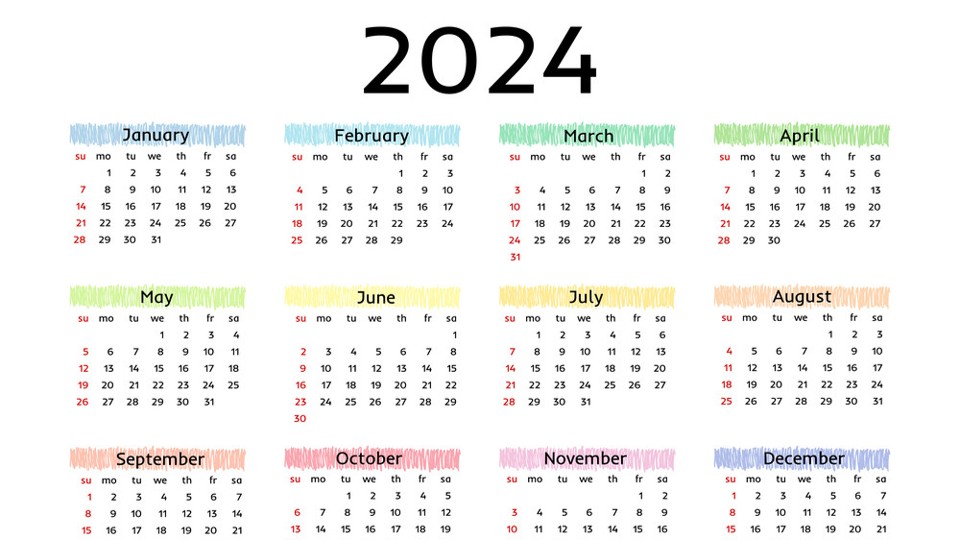 2024
January February March April
su mo tu we th fr sa su mo tu we th fr sa su mo tu we th fr sa su mo tu we th fr sa
1 2 3 4 5 6 1 2 3 1 2 1 2 3 4 5 6
7 8 9 10 11 12 13 4 5 6 7 8 9 10 3 4 5 6 7 8 9 7 8 9 10 11 12 13
14 15 16 17 18 19 20 11 12 13 14 15 16 17 10 11 12 13 14 15 16 14 15 16 17 18 19 20
21 22 23 24 25 26 27 18 19 20 21 22 23 24 17 18 19 20 21 22 23 21 22 23 24 25 26 27
28 29 30 31 25 26 27 28 29 24 25 26 27 28 29 30 28 29 30
31
May June July August
su mo tu we th fr sa su mo tu we th fr sa su mo tu we th fr sa su mo tu we th fr sa
1 2 3 4 1 1 2 3 4 5 6 1 2 3
5 6 7 8 9 10 11 2 3 4 5 6 7 8 7 8 9 10 11 12 13 4 5 6 7 8 9 10
12 13 14 15 16 17 18 9 10 11 12 13 14 15 14 15 16 17 18 19 20 11 12 13 14 15 16 17
19 20 21 22 23 24 25 16 17 18 19 20 21 22 21 22 23 24 25 26 27 18 19 20 21 22 23 24
26 27 28 29 30 31 23 24 25 26 27 28 29 28 29 30 31 25 26 27 28 29 30 31
30
September October November December
su mo tu we th fr sa su mo tu we th fr sa su mo tu we th fr sa su mo tu we th fr sa
1 2 3 4 5 6 7 1 2 3 4 5 1 2 1 2 3 4 5 6 7
8 9 10 11 12 13 14 6 7 8 9 10 11 12 3 4 5 6 7 8 9 8 9 10 11 12 13 14
15 16 17 18 19 20 21 13 14 15 16 17 18 19 10 11 12 13 14 15 16 15 16 17 18 19 20 21